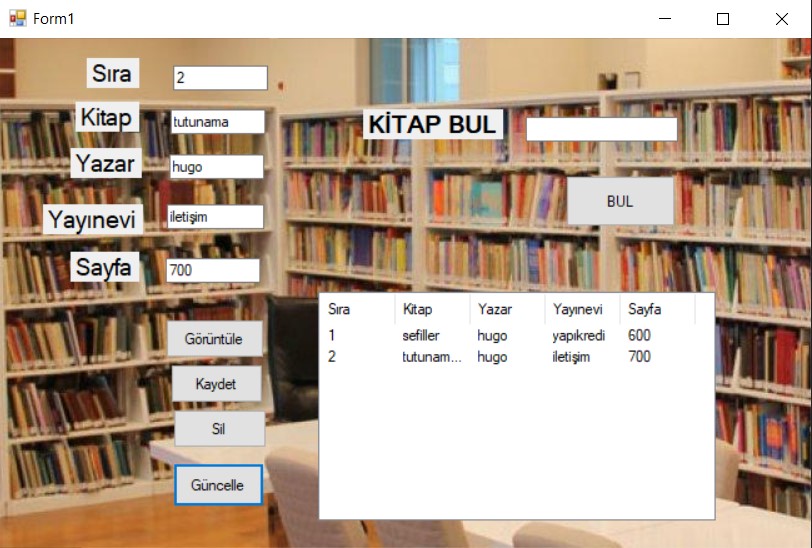 Form1
Sıra
2
Kitap
tutunama
Yazar
hugo
Yayınevi
iletişim
Sayfa
700
KİTAP BUL
BUL
Görüntüle
Kaydet
Sil
Güncelle
Sıra Kitap Yazar Yayınevi Sayfa
1 sefiller hugo yapıkredi 600
2 tutunam... hugo iletişim 700